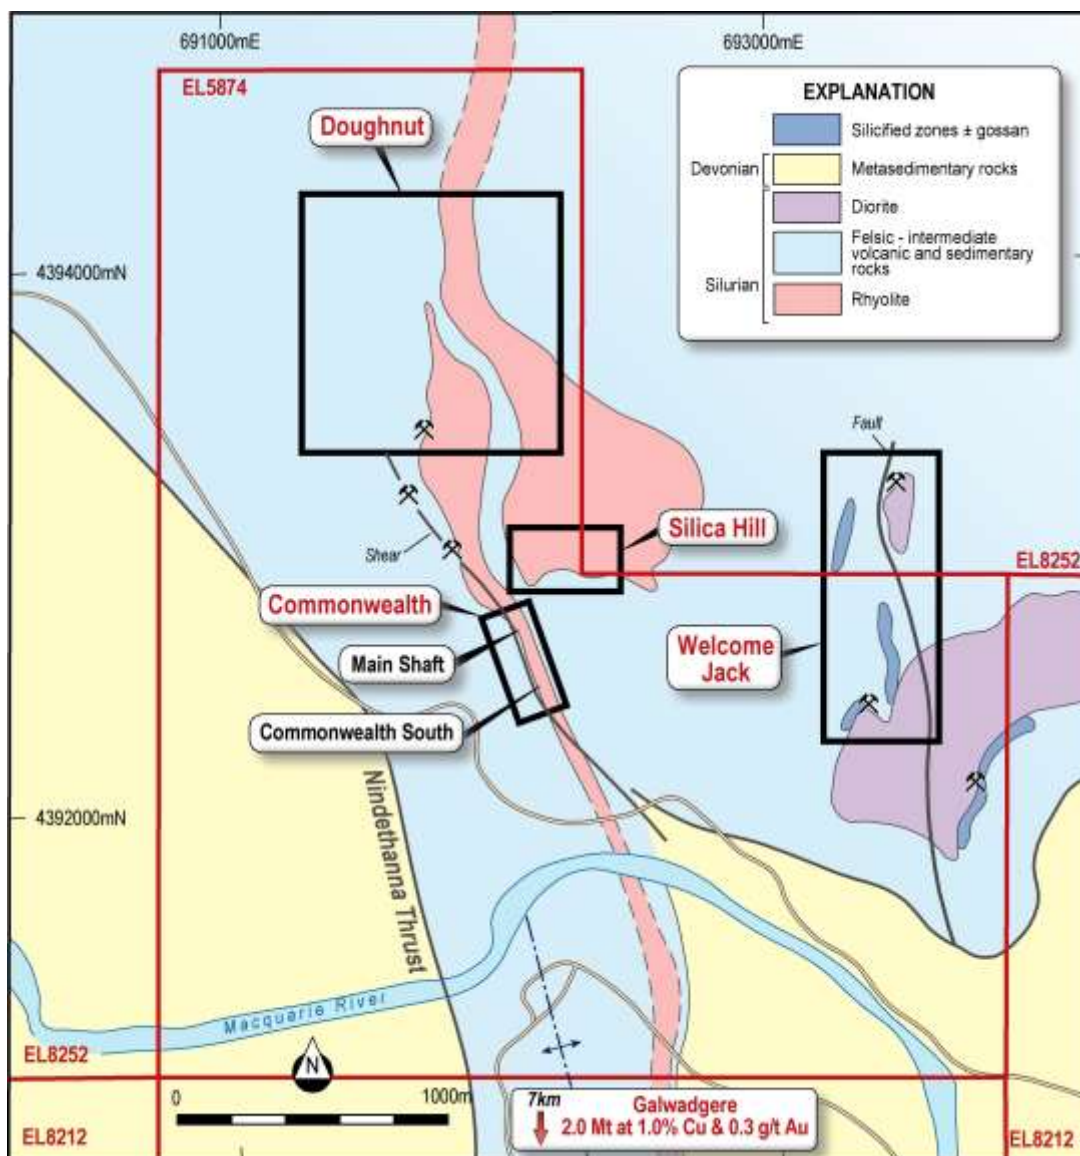 691000mE
693000mE
EL5874
EXPLANATION
Silicified zones ± gossan
Devonian
Metasedimentary rocks
Diorite
Felsic - intermediate
volcanic and sedimentary
rocks
Silurian
Rhyolite
Doughnut
4394000mN
Fault
Shear
Silica Hill
EL8252
Commonwealth
Main Shaft
Welcome
Jack
Commonwealth South
4392000mN
Nindethanna Thrust
Macquarie River
EL8252
N
0
1000m
7km
Galwadgere
2.0 Mt at 1.0% Cu & 0.3 g/t Au
EL8212
EL8212